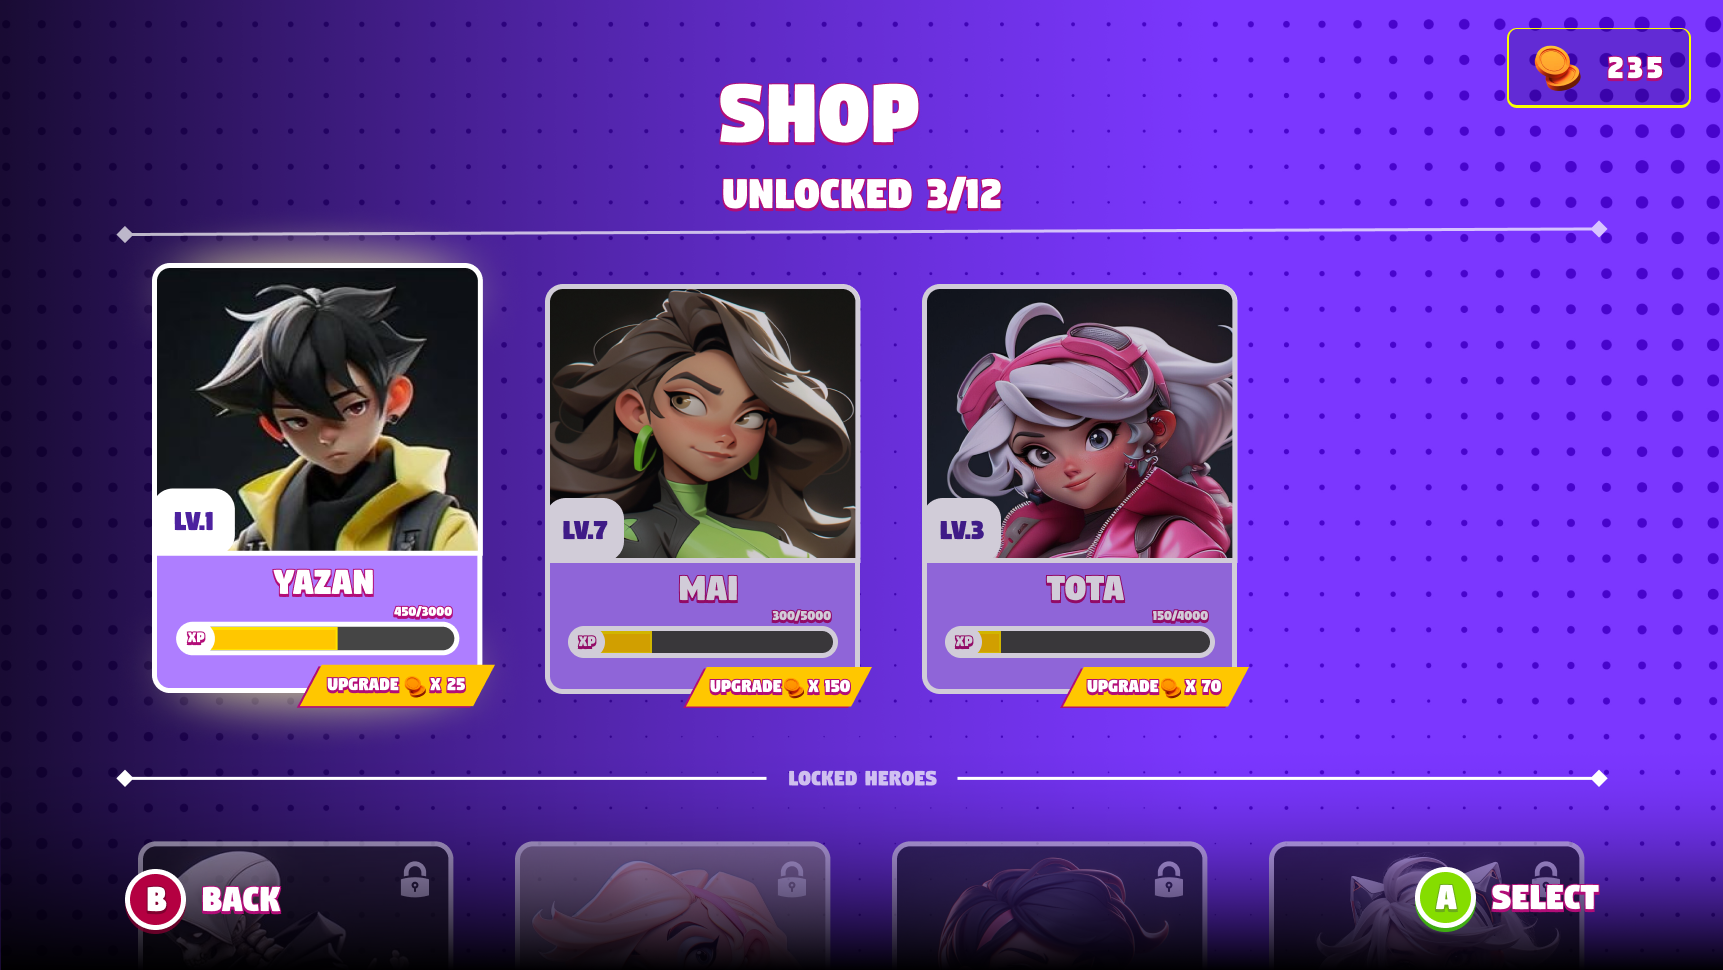 235
SHOP
UNLOCKED 3/12
LV.1
YAZAN
450/3000
XP
UPGRADE X 25
LV.7
MAI
300/5000
XP
UPGRADE X 150
LV.3
TOTA
150/4000
XP
UPGRADE X 70
LOCKED HEROES
B BACK
A SELECT